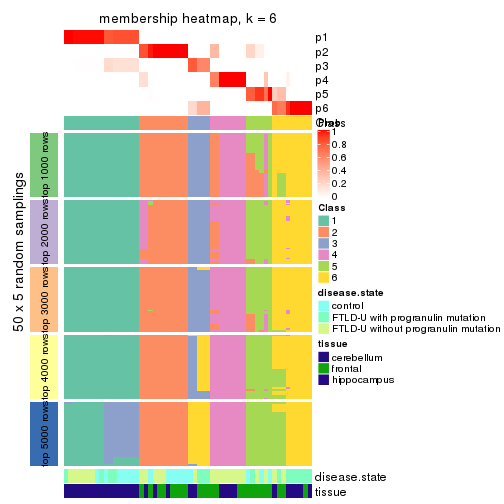 membership heatmap, k = 6
p1
p2
p3
p4
p5
p6
Class
Prob
1
0.8
0.6
0.4
0.2
0
Class
1
2
3
4
5
6
disease.state
control
FTLD-U with progranulin mutation
FTLD-U without progranulin mutation
tissue
cerebellum
frontal
hippocampus
50 x 5 random samplings
top 1000 rows
top 2000 rows
top 3000 rows
top 4000 rows
top 5000 rows
disease.state
tissue